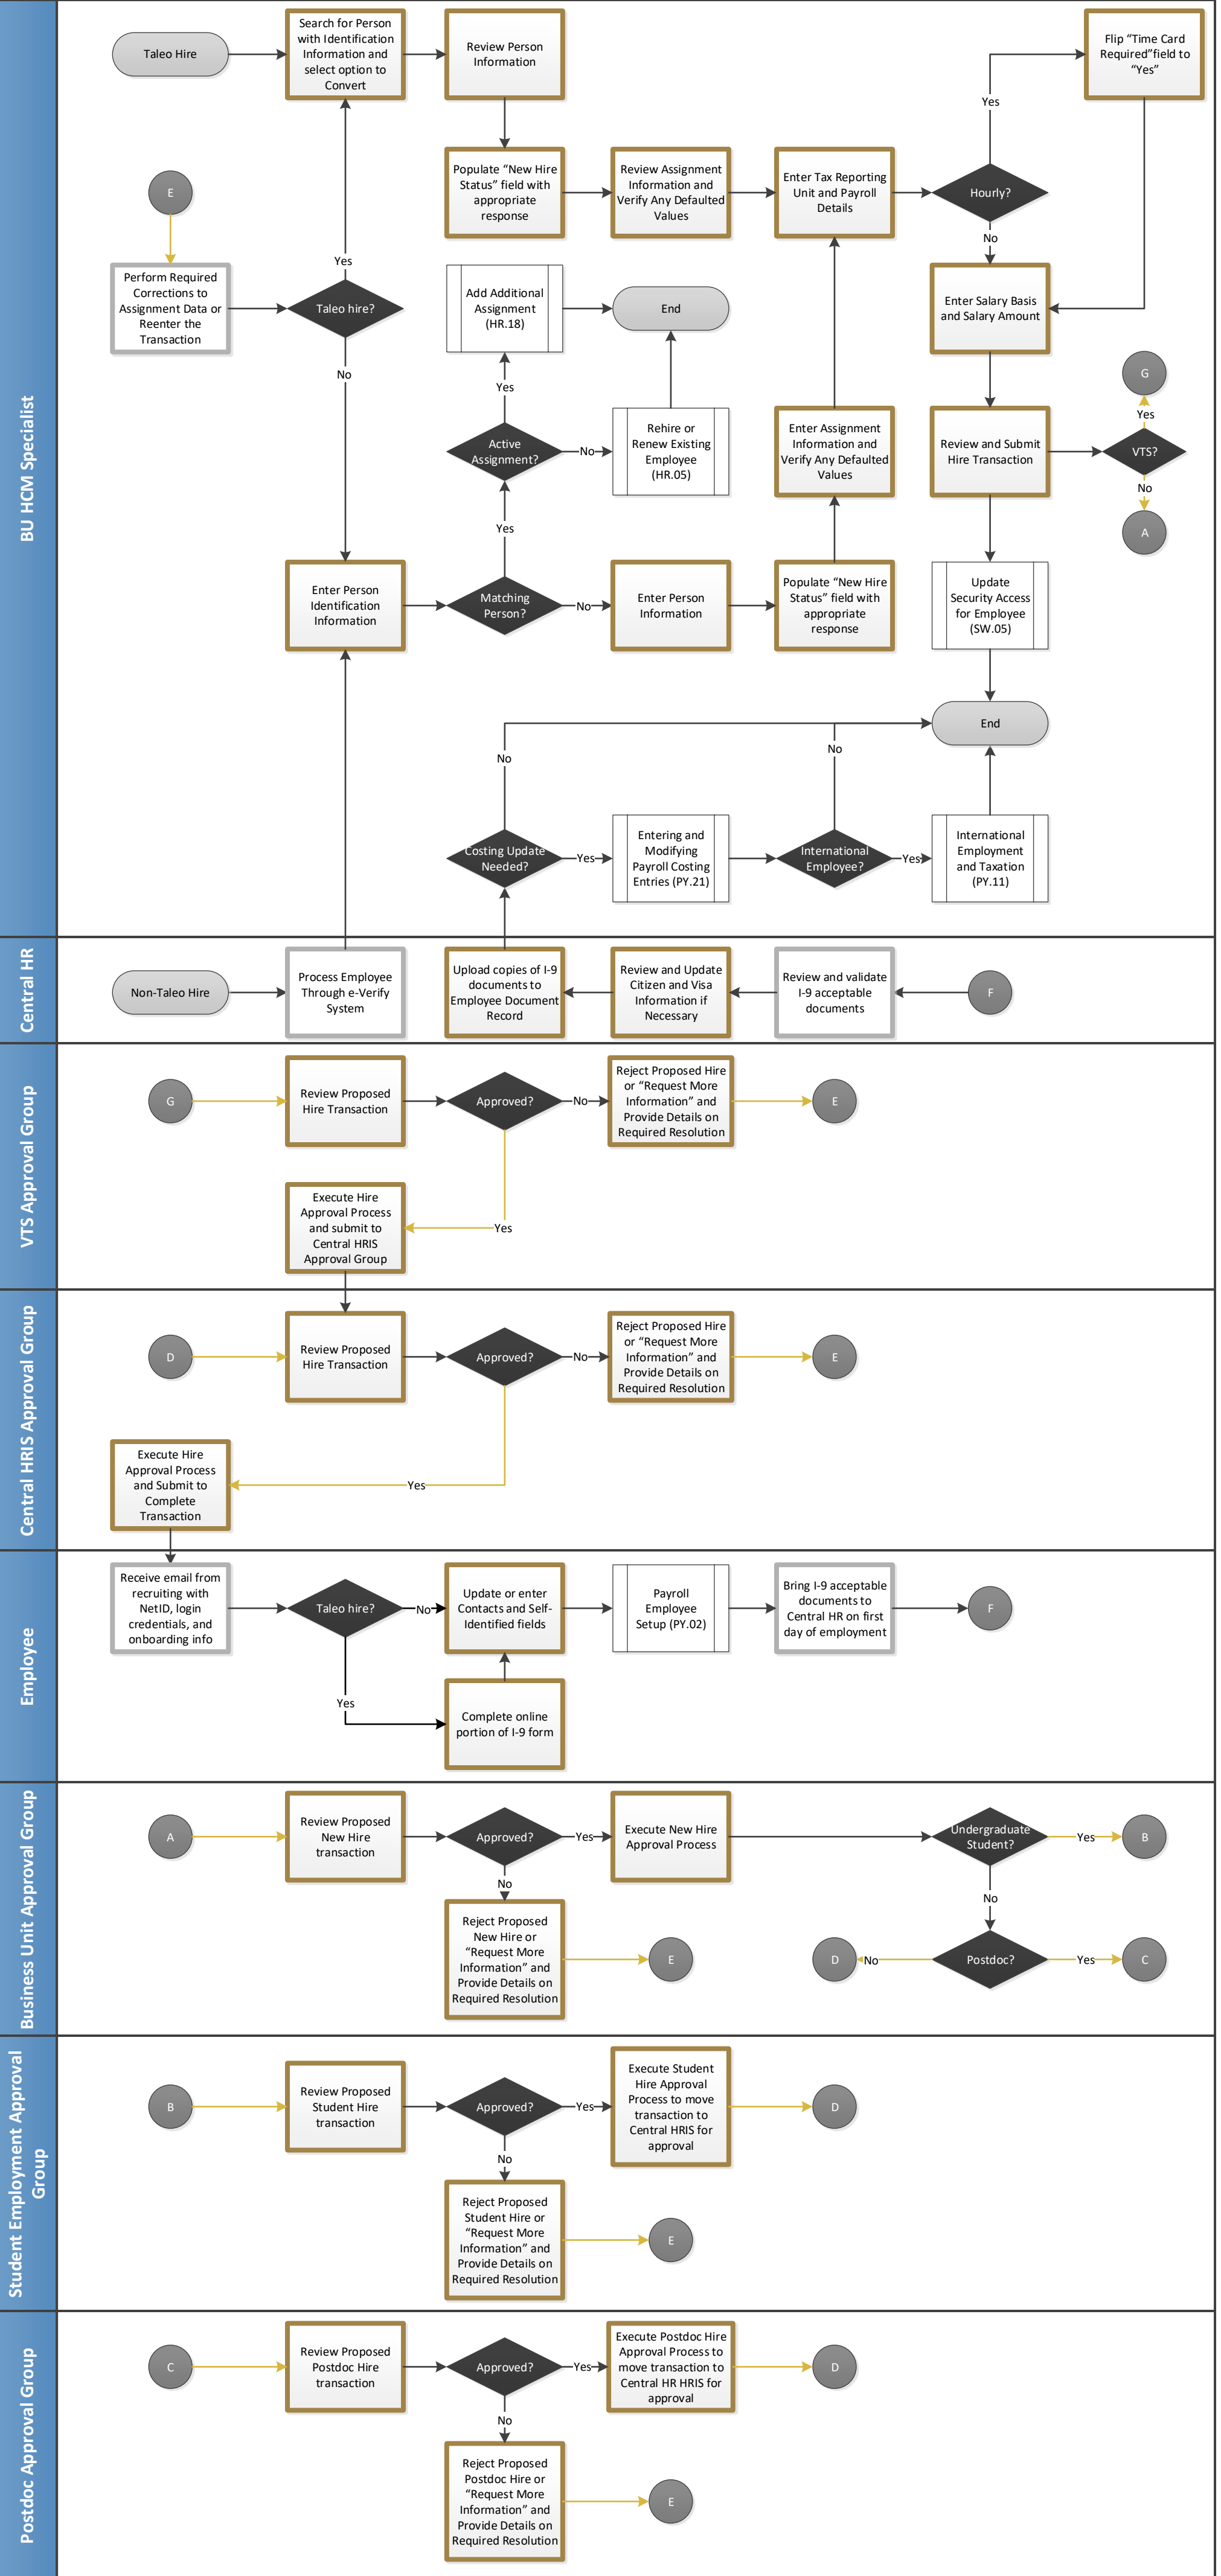 BU HCM Specialist
Taleo Hire
Search for Person
with Identification
Information and
select option to
Convert
Review Person
Information
Flip “Time Card
Required”field to
“Yes”
Yes
E
Populate “New Hire
Status” field with
appropriate
response
Review Assignment
Information and
Verify Any Defaulted
Values
Enter Tax Reporting
Unit and Payroll
Details
Hourly?
No
Yes
Perform Required
Corrections to
Assignment Data or
Reenter the
Transaction
Taleo hire?
No
Add Additional
Assignment
(HR.18)
End
Enter Salary Basis
and Salary Amount
G
Yes
Yes
Active
Assignment?
No
Rehire or
Renew Existing
Employee
(HR.05)
Enter Assignment
Information and
Verify Any Defaulted
Values
Review and Submit
Hire Transaction
VTS?
No
A
Yes
Enter Person
Identification
Information
Matching
Person?
No
Enter Person
Information
Populate “New Hire
Status” field with
appropriate
response
Update
Security Access
for Employee
(SW.05)
End
No
No
Costing Update
Needed?
Yes
Entering and
Modifying
Payroll Costing
Entries (PY.21)
International
Employee?
Yes
International
Employment
and Taxation
(PY.11)
Central HR
Non-Taleo Hire
Process Employee
Through e-Verify
System
Upload copies of I-9
documents to
Employee Document
Record
Review and Update
Citizen and Visa
Information if
Necessary
Review and validate
I-9 acceptable
documents
F
VTS Approval Group
G
Review Proposed
Hire Transaction
Approved?
No
Reject Proposed Hire
or “Request More
Information” and
Provide Details on
Required Resolution
E
Execute Hire
Approval Process
and submit to
Central HRIS
Approval Group
Yes
Central HRIS Approval Group
D
Review Proposed
Hire Transaction
Approved?
No
Reject Proposed Hire
or “Request More
Information” and
Provide Details on
Required Resolution
E
Execute Hire
Approval Process
and Submit to
Complete
Transaction
Yes
Employee
Receive email from
recruiting with
NetID, login
credentials, and
onboarding info
Taleo hire?
No
Update or enter
Contacts and Self-
Identified fields
Payroll
Employee
Setup (PY.02)
Bring I-9 acceptable
documents to
Central HR on first
day of employment
F
Yes
Complete online
portion of I-9 form
Business Unit Approval Group
A
Review Proposed
New Hire
transaction
Approved?
Yes
Execute New Hire
Approval Process
Undergraduate
Student?
Yes
B
No
Reject Proposed
New Hire or
“Request More
Information” and
Provide Details on
Required Resolution
E
No
D
No
Postdoc?
Yes
C
Student Employment Approval
Group
B
Review Proposed
Student Hire
transaction
Approved?
Yes
Execute Student
Hire Approval
Process to move
transaction to
Central HRIS for
approval
D
No
Reject Proposed
Student Hire or
“Request More
Information” and
Provide Details on
Required Resolution
E
Postdoc Approval Group
C
Review Proposed
Postdoc Hire
transaction
Approved?
Yes
Execute Postdoc Hire
Approval Process to
move transaction to
Central HR HRIS for
approval
D
No
Reject Proposed
Postdoc Hire or
“Request More
Information” and
Provide Details on
Required Resolution
E